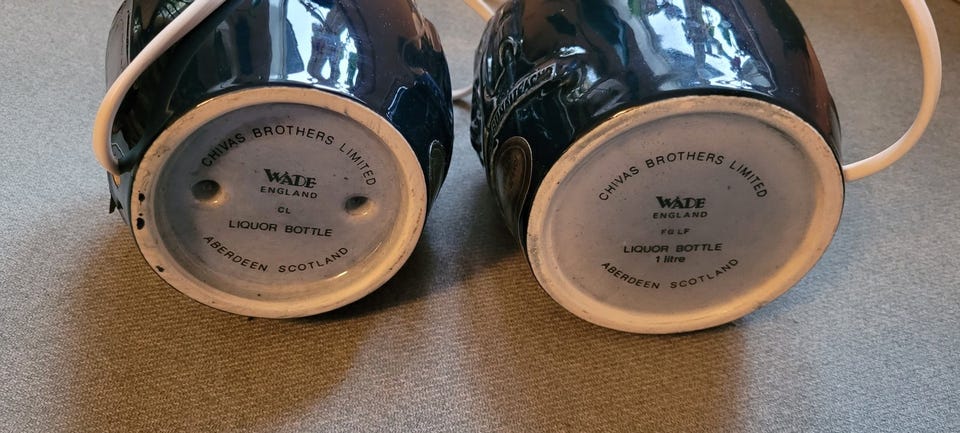 CHIVAS BROTHERS LIMITED
WADE
ENGLAND
CL
LIQUOR BOTTLE
ABERDEEN SCOTLAND
CHIVAS BROTHERS LIMITED
WADE
ENGLAND
FG LF
LIQUOR BOTTLE
1 litre
ABERDEEN SCOTLAND